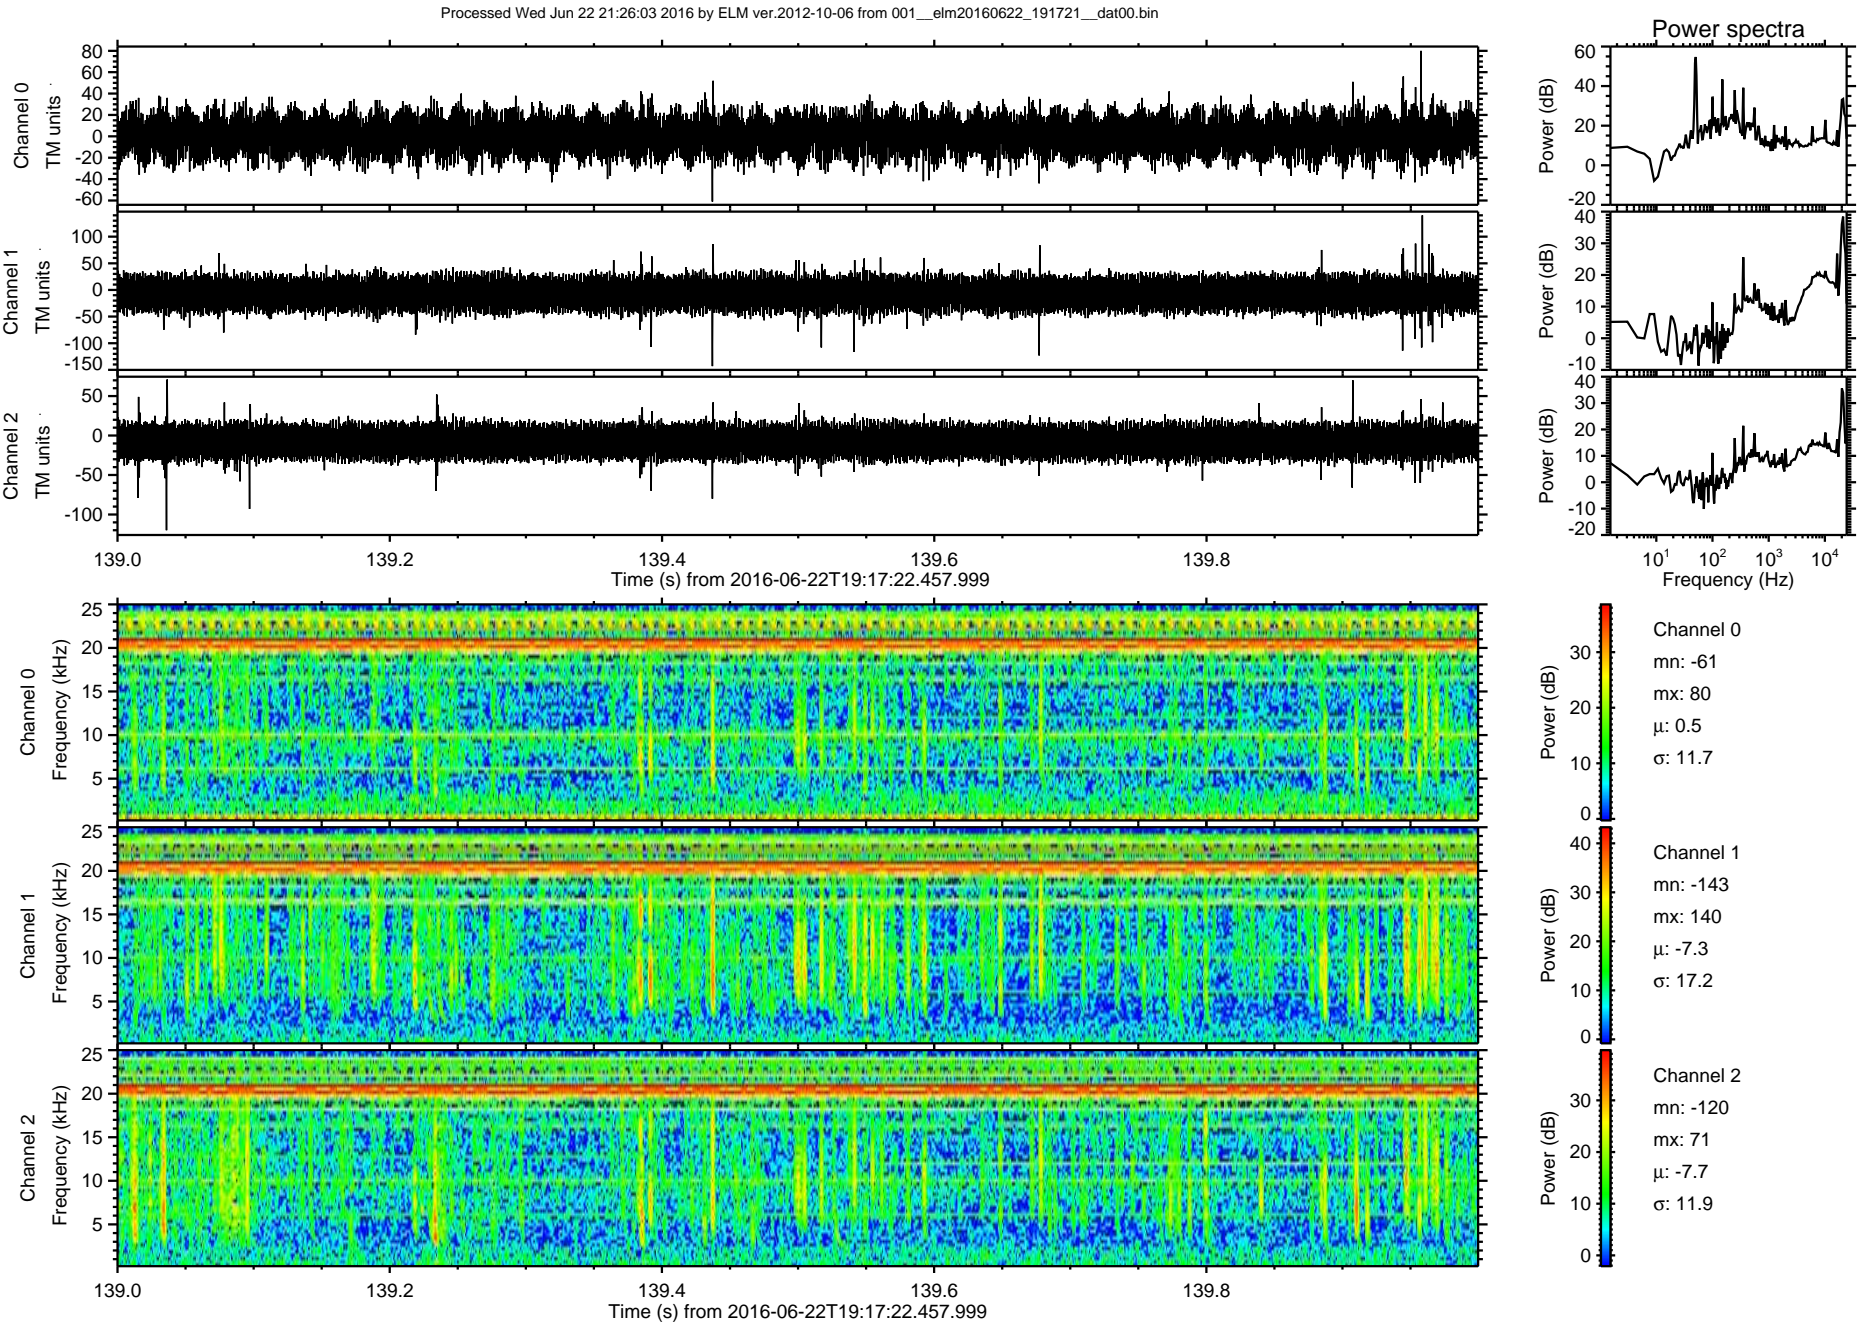 Processed Wed Jun 22 21:26:03 2016 by ELM ver.2012-10-06 from 001__elm20160622_191721__dat00.bin
Power spectra
Channel 0
TM units
80
60
40
20
0
-20
-40
-60
Power (dB)
60
40
20
0
-20
Channel 1
TM units
100
50
0
-50
-100
-150
Power (dB)
40
30
20
10
0
-10
Channel 2
TM units
50
0
-50
-100
Power (dB)
40
30
20
10
0
-10
-20
139.0 139.2 139.4 139.6 139.8
Time (s) from 2016-06-22T19:17:22.457.999
10^1 10^2 10^3 10^4
Frequency (Hz)
Channel 0
Frequency (kHz)
25
20
15
10
5
Power (dB)
30
20
10
0
Channel 0
mn: -61
mx: 80
μ: 0.5
σ: 11.7
Channel 1
Frequency (kHz)
25
20
15
10
5
Power (dB)
40
30
20
10
0
Channel 1
mn: -143
mx: 140
μ: -7.3
σ: 17.2
Channel 2
Frequency (kHz)
25
20
15
10
5
Power (dB)
30
20
10
0
Channel 2
mn: -120
mx: 71
μ: -7.7
σ: 11.9
139.0 139.2 139.4 139.6 139.8
Time (s) from 2016-06-22T19:17:22.457.999